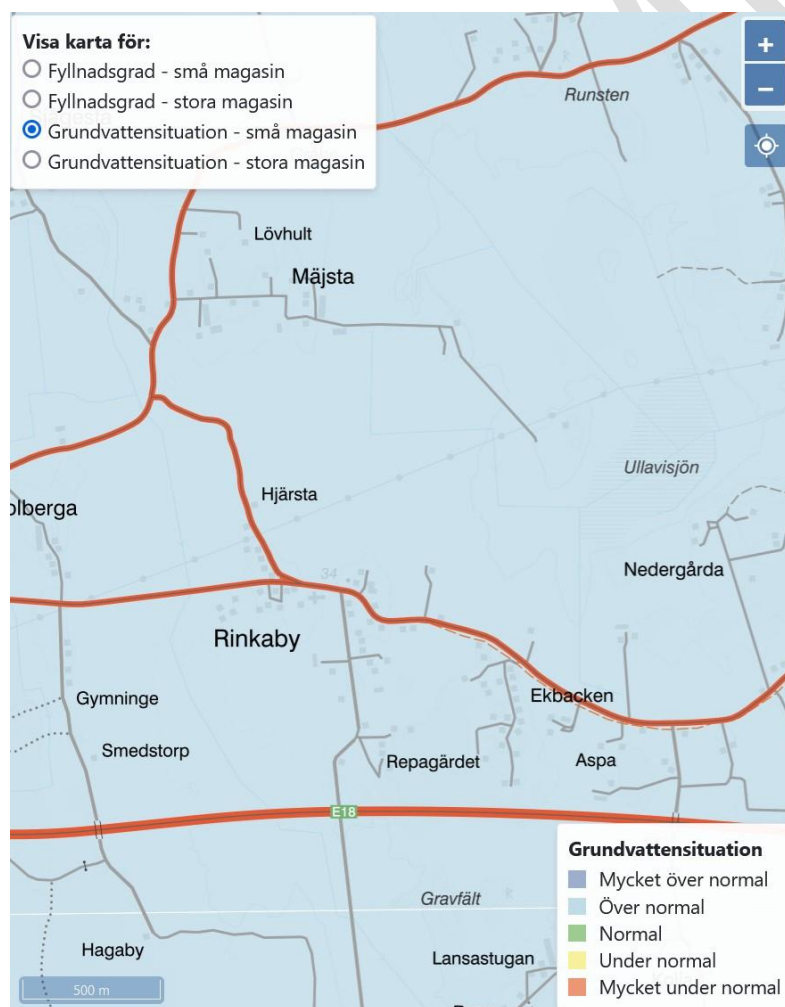 Visa karta för:
Fyllnadsgrad - små magasin
Fyllnadsgrad - stora magasin
Grundvattensituation - små magasin
Grundvattensituation - stora magasin
+
−
Runsten
Lövhult
Mäjsta
Ullavisjön
Hjärsta
olberga
Nedergårda
34
Rinkaby
Gymninge
Ekbacken
Smedstorp
Repagärdet
Aspa
E18
Gravfält
Hagaby
Lansastugan
500 m
Grundvattensituation
Mycket över normal
Över normal
Normal
Under normal
Mycket under normal